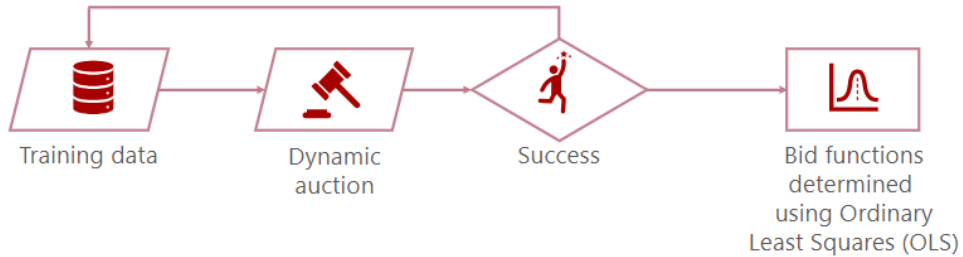 Training data
Dynamic
auction
Success
Bid functions
determined
using Ordinary
Least Squares (OLS)